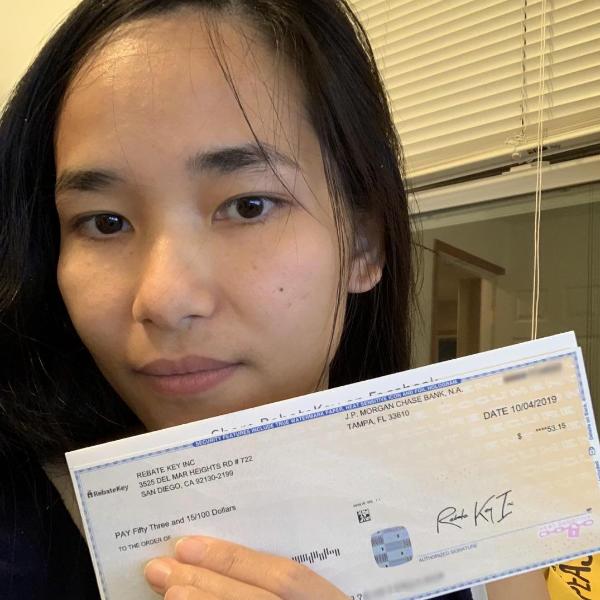 SECURITY FEATURES INCLUDE TRUE WATERMARK PAPER, HEAT SENSITIVE ICON AND FOIL HOLOGRAM
RebateKey
REBATE KEY INC
3525 DEL MAR HEIGHTS RD # 722
SAN DIEGO, CA 92130-2199
J.P. MORGAN CHASE BANK, N.A.
TAMPA, FL 33610
DATE 10/04/2019
$ ****53.15
PAY Fifty Three and 15/100 Dollars
TO THE ORDER OF
Rebate Key Inc
AUTHORIZED SIGNATURE